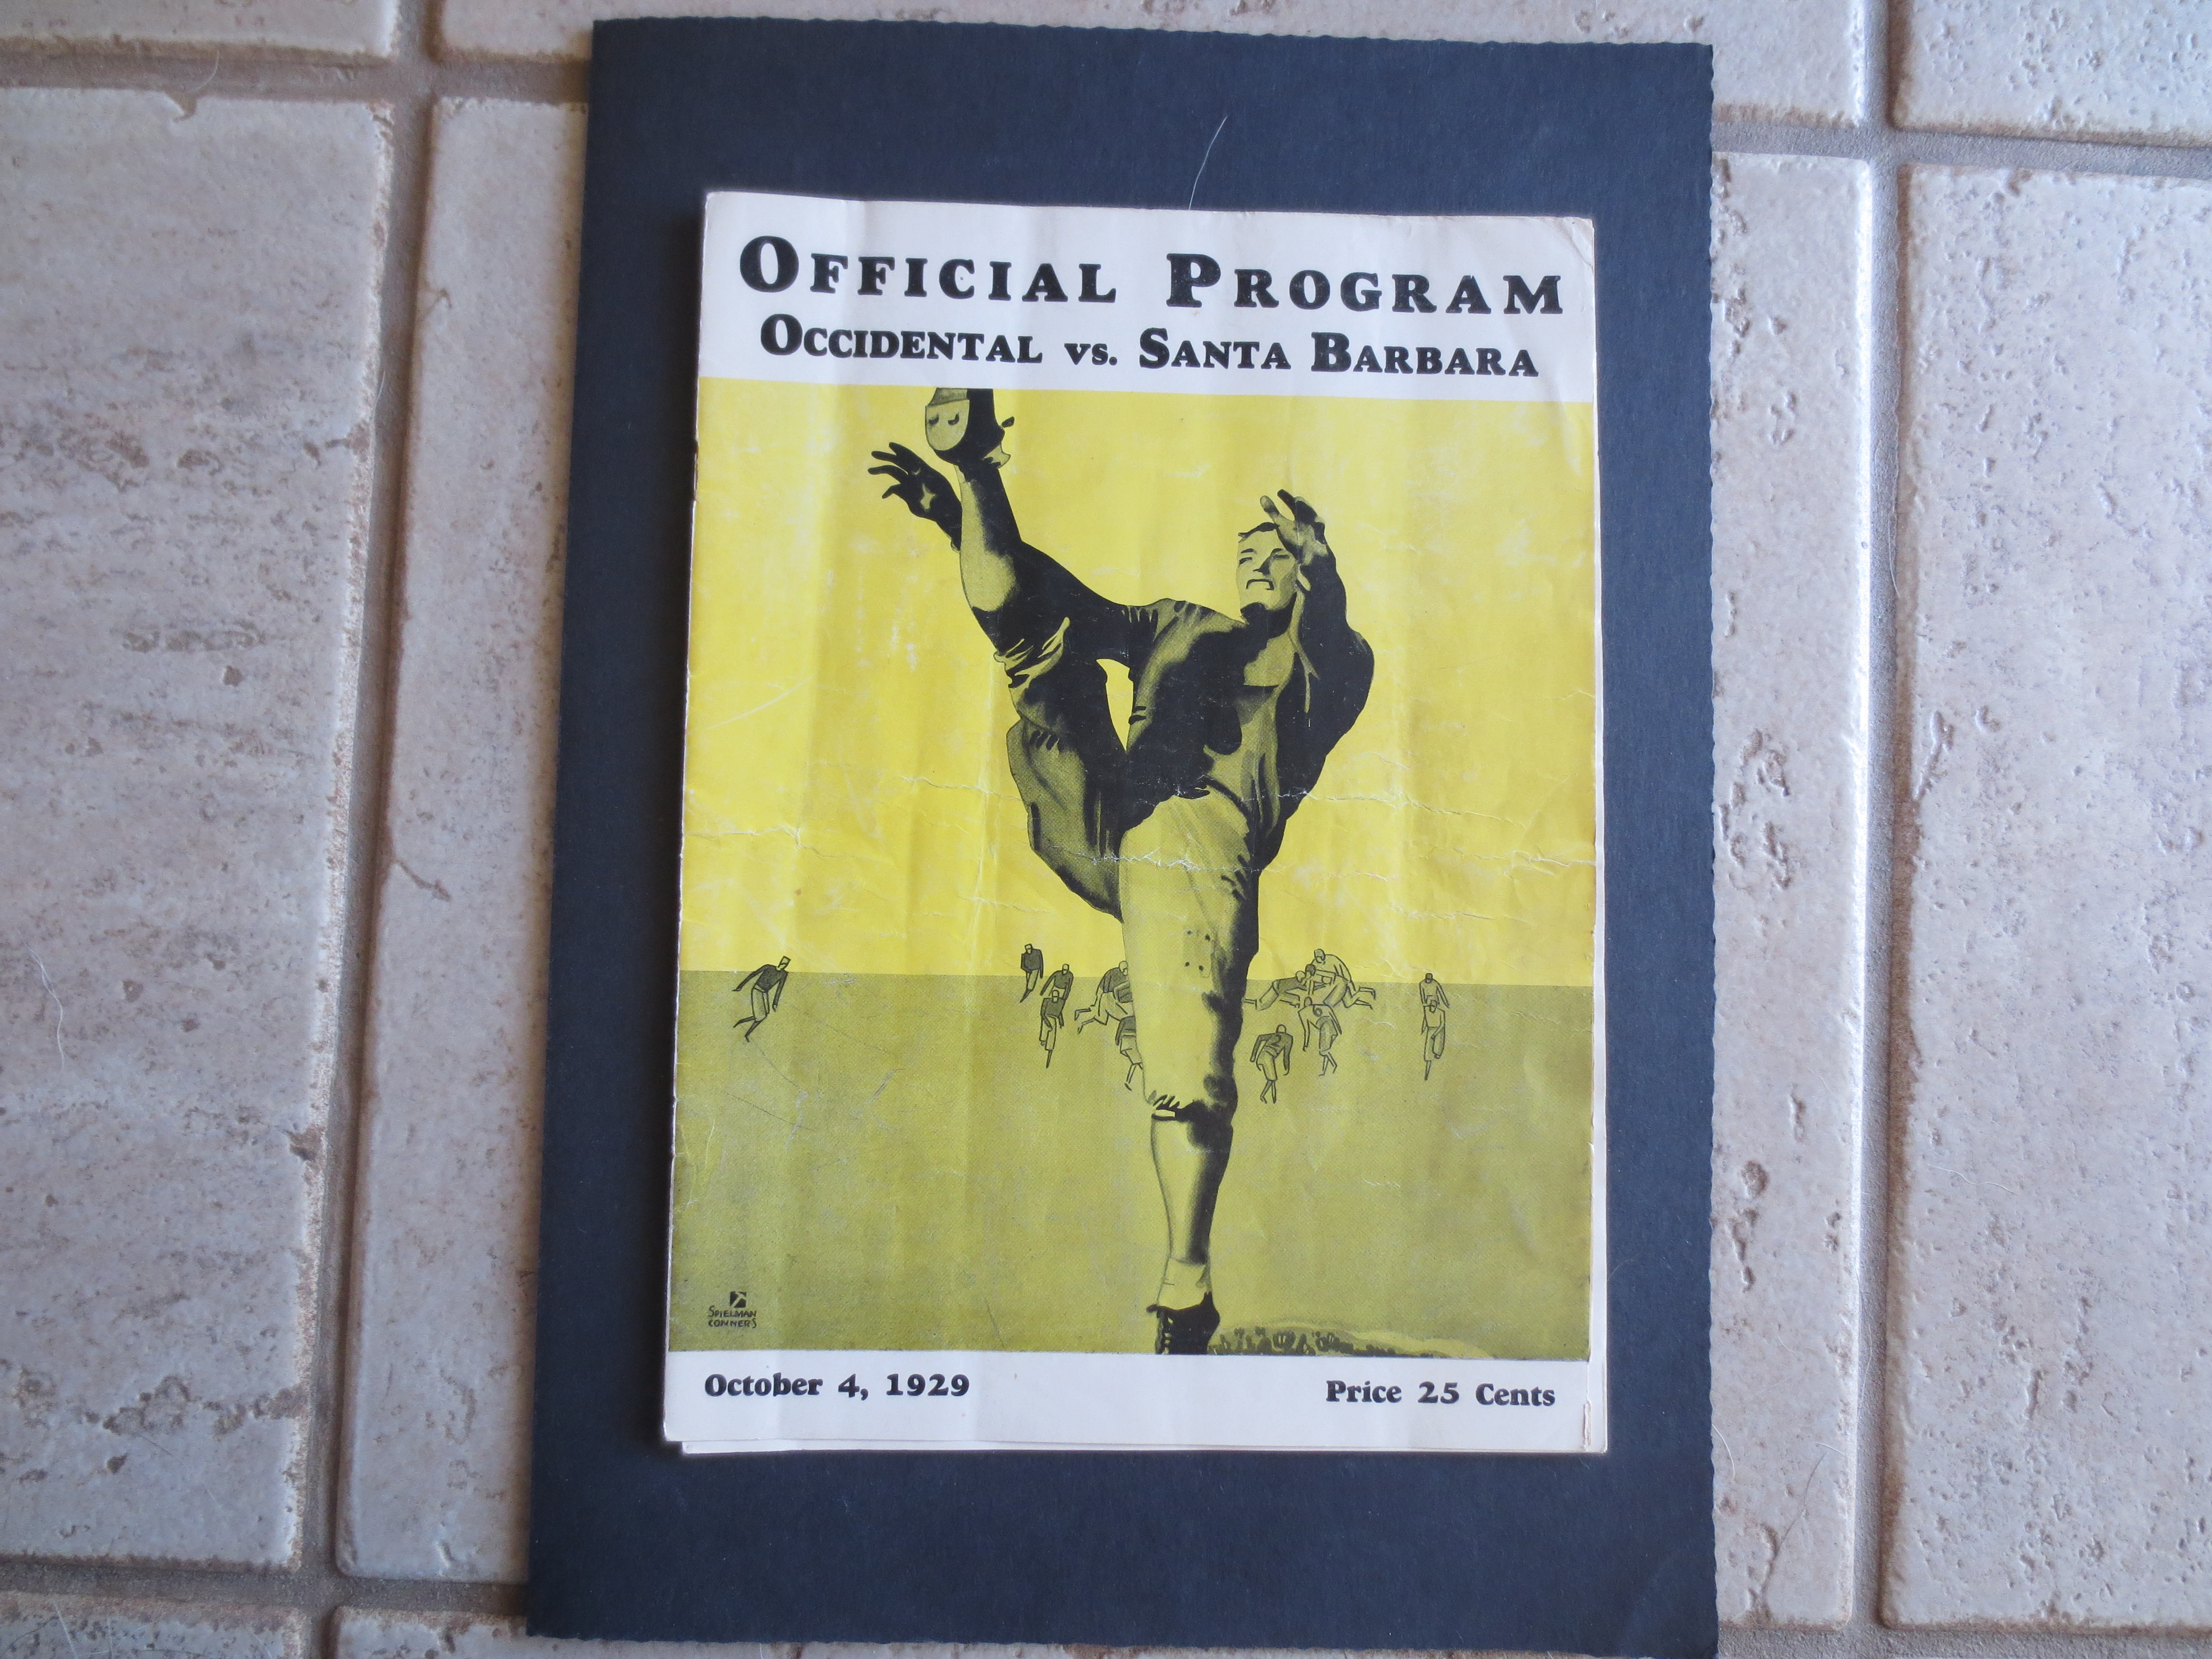 OFFICIAL PROGRAM
OCCIDENTAL VS. SANTA BARBARA
SPIELMAN
CONNERS
October 4, 1929
Price 25 Cents